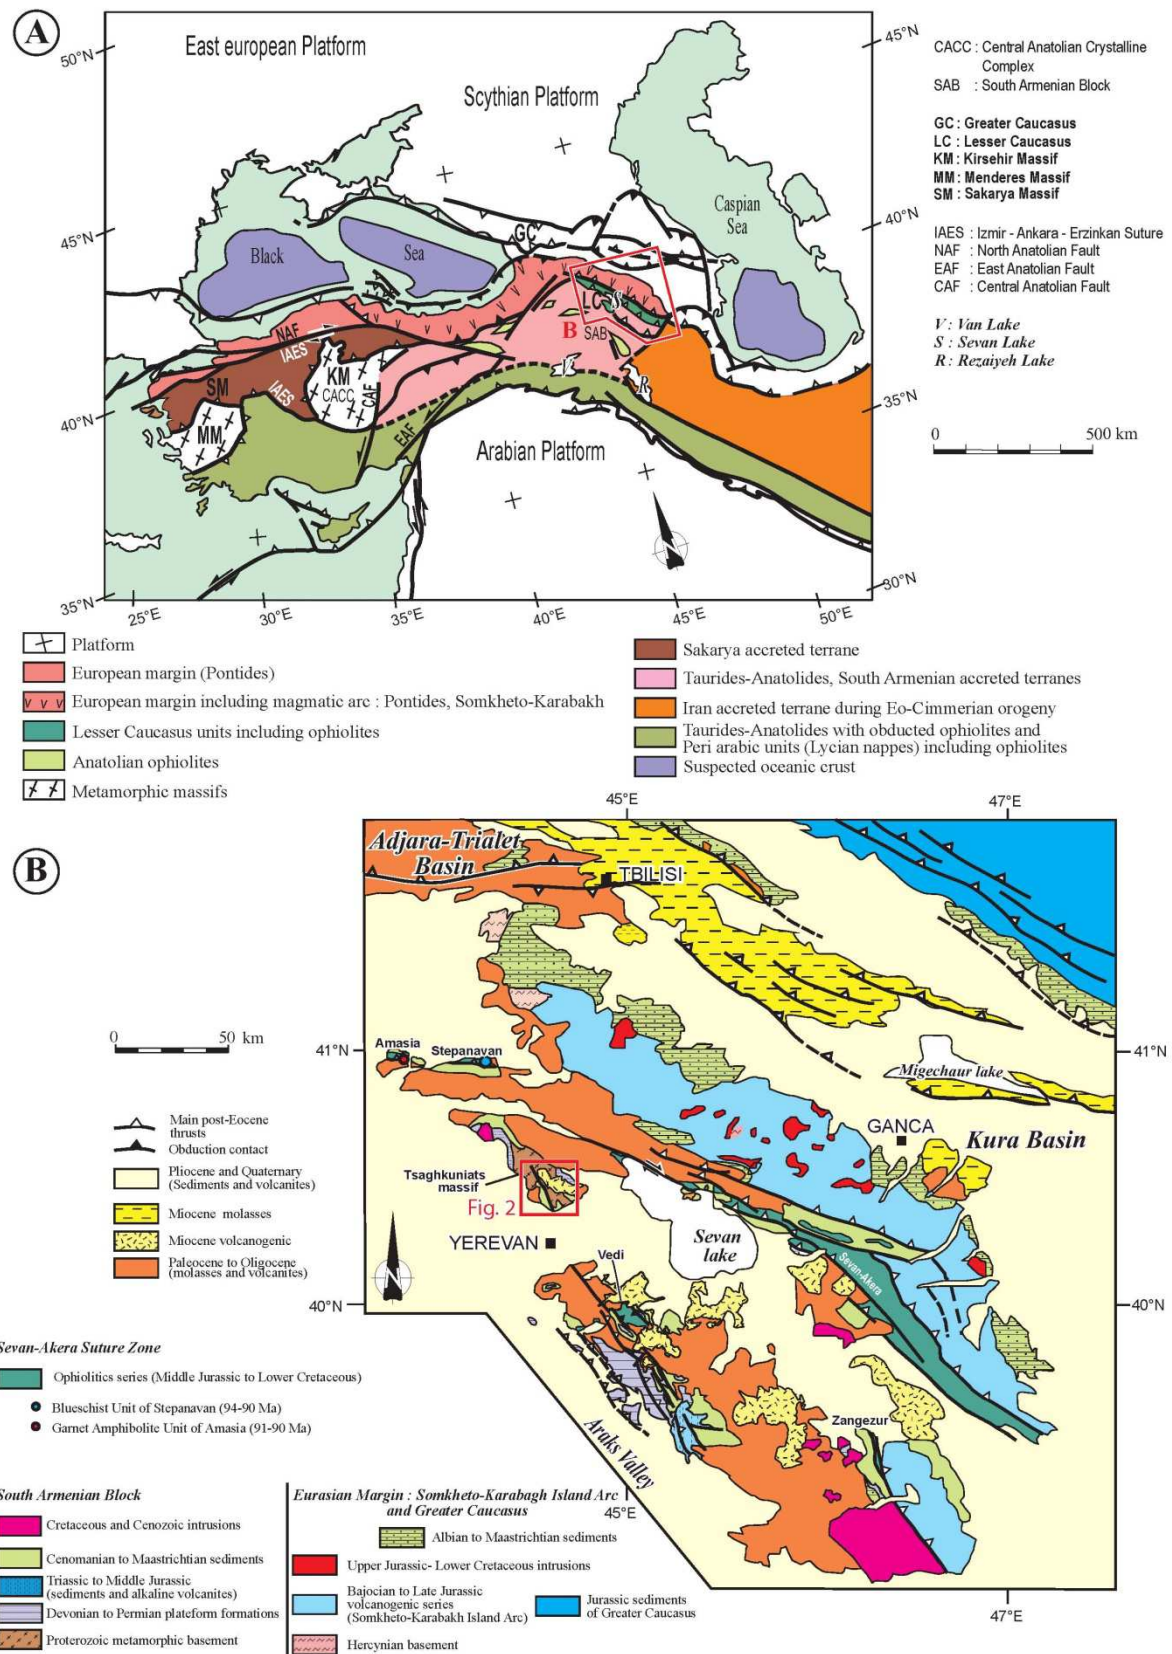 A
East european Platform
Scythian Platform
50°N
45°N
45°N
40°N
40°N
35°N
35°N
30°N
25°E
30°E
35°E
40°E
45°E
50°E
Black
Sea
Caspian
Sea
GC
LC
S
B
SAB
NAF
IAES
SM
IAES
KM
CACC
CAF
MM
EAF
V
R
Arabian Platform
N
CACC : Central Anatolian Crystalline
Complex
SAB : South Armenian Block
GC : Greater Caucasus
LC : Lesser Caucasus
KM : Kirsehir Massif
MM : Menderes Massif
SM : Sakarya Massif
IAES : Izmir - Ankara - Erzinkan Suture
NAF : North Anatolian Fault
EAF : East Anatolian Fault
CAF : Central Anatolian Fault
V : Van Lake
S : Sevan Lake
R : Rezaiyeh Lake
0 500 km
Platform
European margin (Pontides)
European margin including magmatic arc : Pontides, Somkheto-Karabakh
Lesser Caucasus units including ophiolites
Anatolian ophiolites
Metamorphic massifs
Sakarya accreted terrane
Taurides-Anatolides, South Armenian accreted terranes
Iran accreted terrane during Eo-Cimmerian orogeny
Taurides-Anatolides with obducted ophiolites and
Peri arabic units (Lycian nappes) including ophiolites
Suspected oceanic crust
B
45°E
47°E
Adjara-Trialet
Basin
TBILISI
0 50 km
41°N
41°N
Amasia
Stepanavan
Migechaur lake
GANCA
Kura Basin
Tsaghkuniats
massif
Fig. 2
YEREVAN
Sevan
lake
Vedi
Sevan-Akera
N
40°N
40°N
Zangezur
Araks Valley
45°E
47°E
Main post-Eocene
thrusts
Obduction contact
Pliocene and Quaternary
(Sediments and volcanites)
Miocene molasses
Miocene volcanogenic
Paleocene to Oligocene
(molasses and volcanites)
Sevan-Akera Suture Zone
Ophiolitics series (Middle Jurassic to Lower Cretaceous)
Blueschist Unit of Stepanavan (94-90 Ma)
Garnet Amphibolite Unit of Amasia (91-90 Ma)
South Armenian Block
Cretaceous and Cenozoic intrusions
Cenomanian to Maastrichtian sediments
Triassic to Middle Jurassic
(sediments and alkaline volcanites)
Devonian to Permian plateform formations
Proterozoic metamorphic basement
Eurasian Margin : Somkheto-Karabagh Island Arc
and Greater Caucasus
Albian to Maastrichtian sediments
Upper Jurassic- Lower Cretaceous intrusions
Bajocian to Late Jurassic
volcanogenic series
(Somkheto-Karabakh Island Arc)
Jurassic sediments
of Greater Caucasus
Hercynian basement